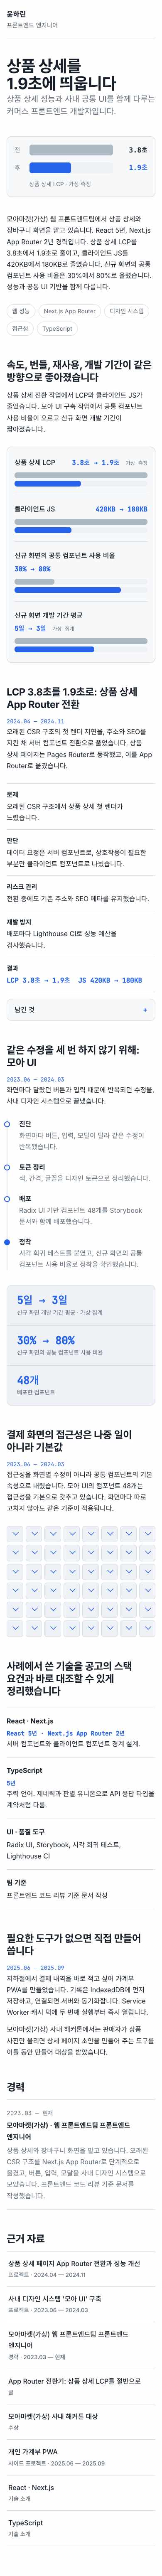 윤하린
프론트엔드 엔지니어
상품 상세를
1.9초에 띄웁니다
상품 상세 성능과 사내 공통 UI를 함께 다루는
커머스 프론트엔드 개발자입니다.
전 3.8초
후 1.9초
상품 상세 LCP · 가상 측정
모아마켓(가상) 웹 프론트엔드팀에서 상품 상세와
장바구니 화면을 맡고 있습니다. React 5년, Next.js
App Router 2년 경력입니다. 상품 상세 LCP를
3.8초에서 1.9초로 줄이고, 클라이언트 JS를
420KB에서 180KB로 줄였습니다. 신규 화면의 공통
컴포넌트 사용 비율은 30%에서 80%로 올렸습니다.
성능과 공통 UI 기반을 함께 다룹니다.
웹 성능
Next.js App Router
디자인 시스템
접근성
TypeScript
속도, 번들, 재사용, 개발 기간이 같은
방향으로 좋아졌습니다
상품 상세 전환 작업에서 LCP와 클라이언트 JS가
줄었습니다. 모아 UI 구축 작업에서 공통 컴포넌트
사용 비율이 오르고 신규 화면 개발 기간이
짧아졌습니다.
상품 상세 LCP 3.8초 → 1.9초 가상 측정
클라이언트 JS 420KB → 180KB
신규 화면의 공통 컴포넌트 사용 비율
30% → 80%
신규 화면 개발 기간 평균
5일 → 3일 가상 집계
LCP 3.8초를 1.9초로: 상품 상세
App Router 전환
2024.04 — 2024.11
오래된 CSR 구조의 첫 렌더 지연을, 주소와 SEO를
지킨 채 서버 컴포넌트 전환으로 풀었습니다. 상품
상세 페이지는 Pages Router로 동작했고, 이를 App
Router로 옮겼습니다.
문제
오래된 CSR 구조에서 상품 상세 첫 렌더가
느렸습니다.
판단
데이터 요청은 서버 컴포넌트로, 상호작용이 필요한
부분만 클라이언트 컴포넌트로 나눴습니다.
리스크 관리
전환 중에도 기존 주소와 SEO 메타를 유지했습니다.
재발 방지
배포마다 Lighthouse CI로 성능 예산을
검사했습니다.
결과
LCP 3.8초 → 1.9초 JS 420KB → 180KB
남긴 것 +
같은 수정을 세 번 하지 않기 위해:
모아 UI
2023.06 — 2024.03
화면마다 달랐던 버튼과 입력 때문에 반복되던 수정을,
사내 디자인 시스템으로 끝냈습니다.
진단
화면마다 버튼, 입력, 모달이 달라 같은 수정이
반복됐습니다.
토큰 정리
색, 간격, 글꼴을 디자인 토큰으로 정리했습니다.
배포
Radix UI 기반 컴포넌트 48개를 Storybook
문서와 함께 배포했습니다.
정착
시각 회귀 테스트를 붙였고, 신규 화면의 공통
컴포넌트 사용 비율로 정착을 확인했습니다.
5일 → 3일
신규 화면 개발 기간 평균 · 가상 집계
30% → 80%
신규 화면의 공통 컴포넌트 사용 비율
48개
배포한 컴포넌트
결제 화면의 접근성은 나중 일이
아니라 기본값
2023.06 — 2024.03
접근성을 화면별 수정이 아니라 공통 컴포넌트의 기본
속성으로 내렸습니다. 모아 UI의 컴포넌트 48개는
접근성을 기본으로 갖추고 있습니다. 화면마다 따로
고치지 않아도 같은 기준이 적용됩니다.
사례에서 쓴 기술을 공고의 스택
요건과 바로 대조할 수 있게
정리했습니다
React · Next.js
React 5년 · Next.js App Router 2년
서버 컴포넌트와 클라이언트 컴포넌트 경계 설계.
TypeScript
5년
주력 언어. 제네릭과 판별 유니온으로 API 응답 타입을
계약처럼 다룸.
UI · 품질 도구
Radix UI, Storybook, 시각 회귀 테스트,
Lighthouse CI
팀 기준
프론트엔드 코드 리뷰 기준 문서 작성
필요한 도구가 없으면 직접 만들어
씁니다
2025.06 — 2025.09
지하철에서 결제 내역을 바로 적고 싶어 가계부
PWA를 만들었습니다. 기록은 IndexedDB에 먼저
저장하고, 연결되면 서버와 동기화합니다. Service
Worker 캐시 덕에 두 번째 실행부터 즉시 열립니다.
모아마켓(가상) 사내 해커톤에서는 판매자가 상품
사진만 올리면 상세 페이지 초안을 만들어 주는 도구를
이틀 동안 만들어 대상을 받았습니다.
경력
2023.03 — 현재
모아마켓(가상) · 웹 프론트엔드팀 프론트엔드
엔지니어
상품 상세와 장바구니 화면을 맡고 있습니다. 오래된
CSR 구조를 Next.js App Router로 단계적으로
옮겼고, 버튼, 입력, 모달을 사내 디자인 시스템으로
모았습니다. 프론트엔드 코드 리뷰 기준 문서를
작성했습니다.
근거 자료
상품 상세 페이지 App Router 전환과 성능 개선
프로젝트 · 2024.04 — 2024.11
사내 디자인 시스템 '모아 UI' 구축
프로젝트 · 2023.06 — 2024.03
모아마켓(가상) 웹 프론트엔드팀 프론트엔드
엔지니어
경력 · 2023.03 — 현재
App Router 전환기: 상품 상세 LCP를 절반으로
글
모아마켓(가상) 사내 해커톤 대상
수상
개인 가계부 PWA
사이드 프로젝트 · 2025.06 — 2025.09
React · Next.js
기술 소개
TypeScript
기술 소개